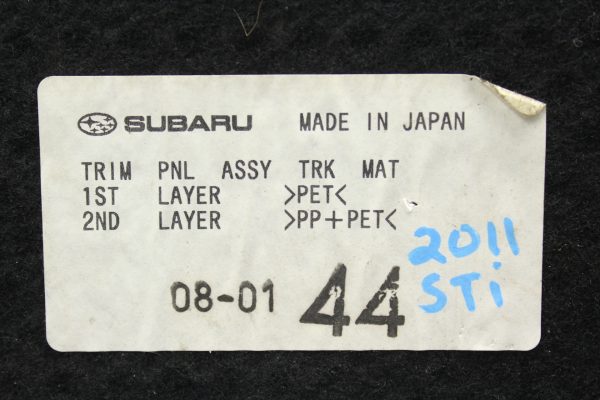 SUBARU MADE IN JAPAN
TRIM PNL ASSY TRK MAT
1ST LAYER >PET<
2ND LAYER >PP+PET<
2011
STi
08-01 44